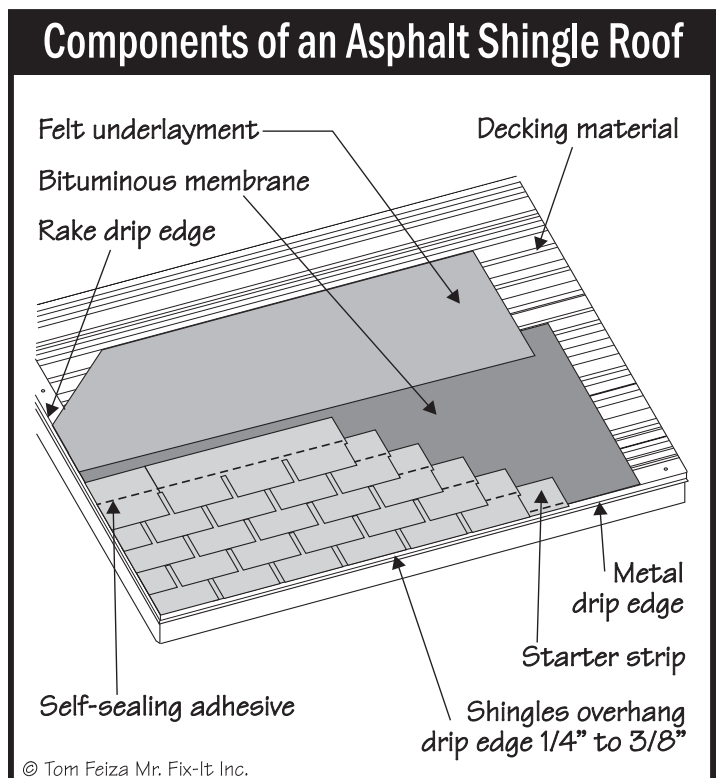 Components of an Asphalt Shingle Roof
Felt underlayment
Decking material
Bituminous membrane
Rake drip edge
Metal
drip edge
Starter strip
Self-sealing adhesive
Shingles overhang
drip edge 1/4” to 3/8”
© Tom Feiza Mr. Fix-It Inc.